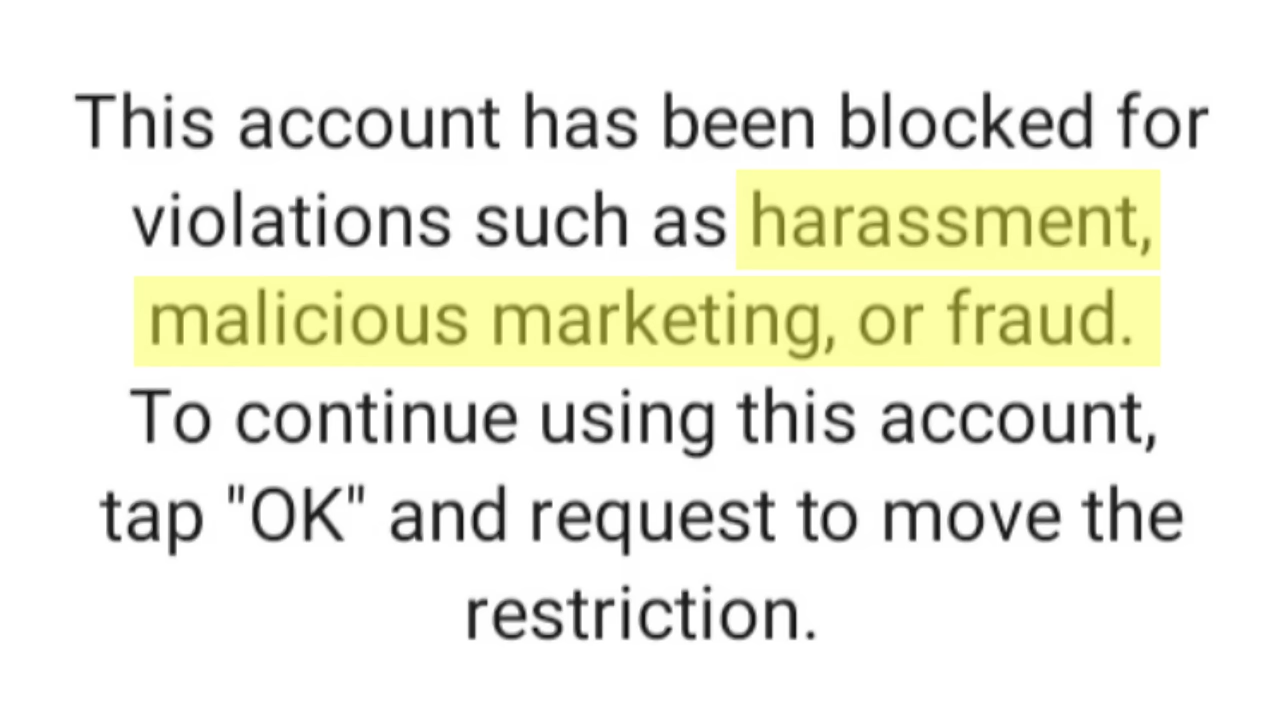 This account has been blocked for
violations such as harassment,
malicious marketing, or fraud.
To continue using this account,
tap "OK" and request to move the
restriction.